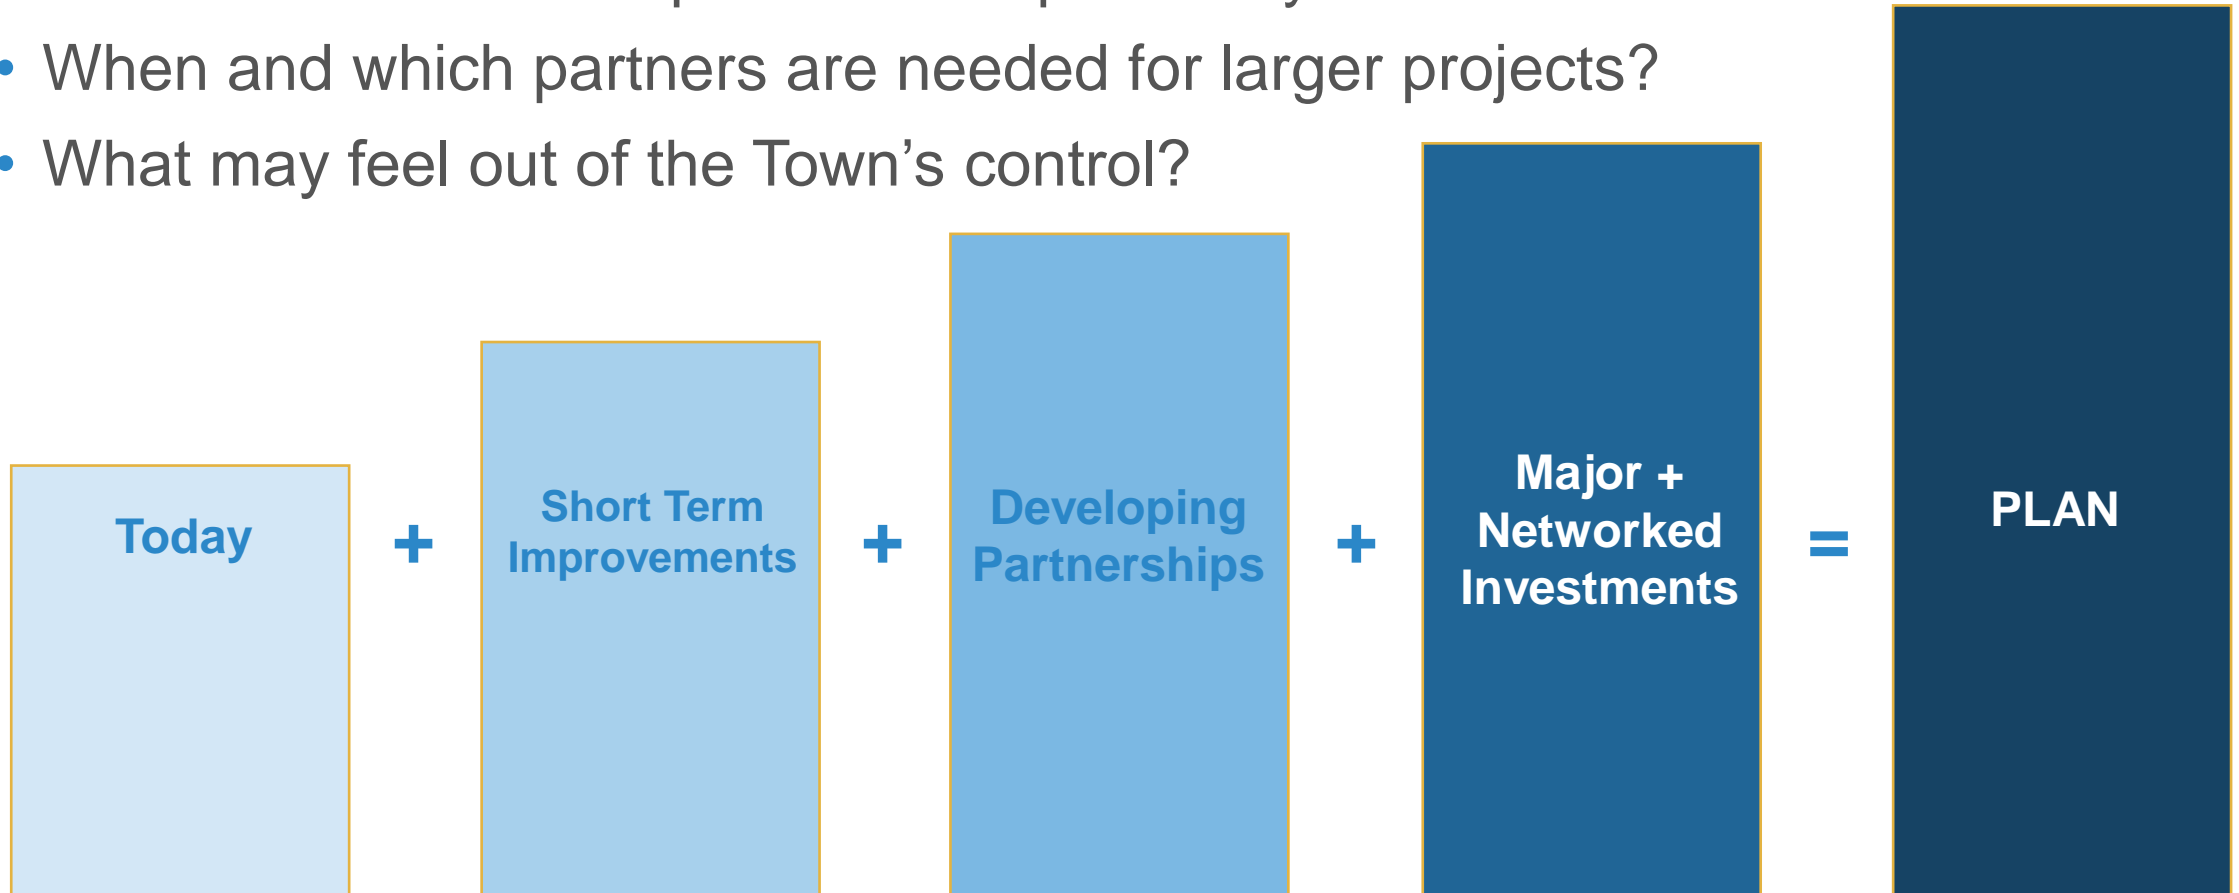 • When and which partners are needed for larger projects?
• What may feel out of the Town’s control?
Today
+
Short Term
Improvements
+
Developing
Partnerships
+
Major +
Networked
Investments
=
PLAN